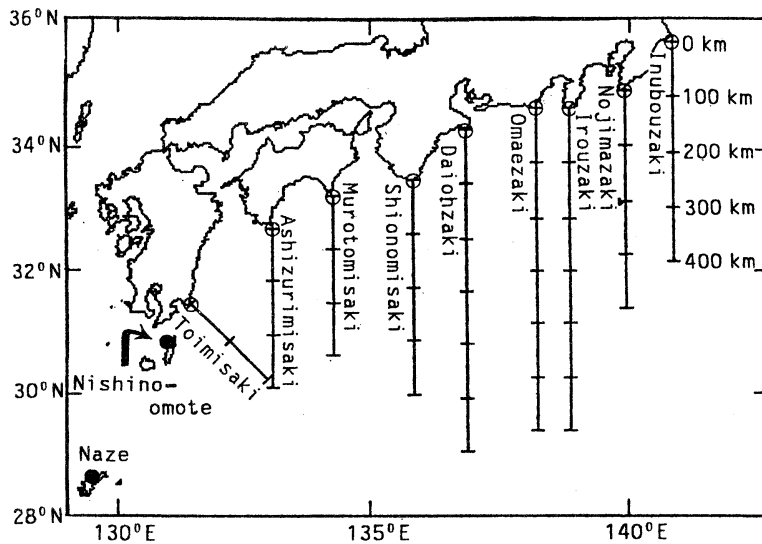 36°N
34°N
32°N
30°N
28°N
130°E
135°E
140°E
0 km
100 km
200 km
300 km
400 km
Inubouzaki
Nojimazaki
Irouzaki
Omaezaki
Daiohzaki
Shionomisaki
Murotomisaki
Ashizurimisaki
Toimisaki
Nishino-
omote
Naze